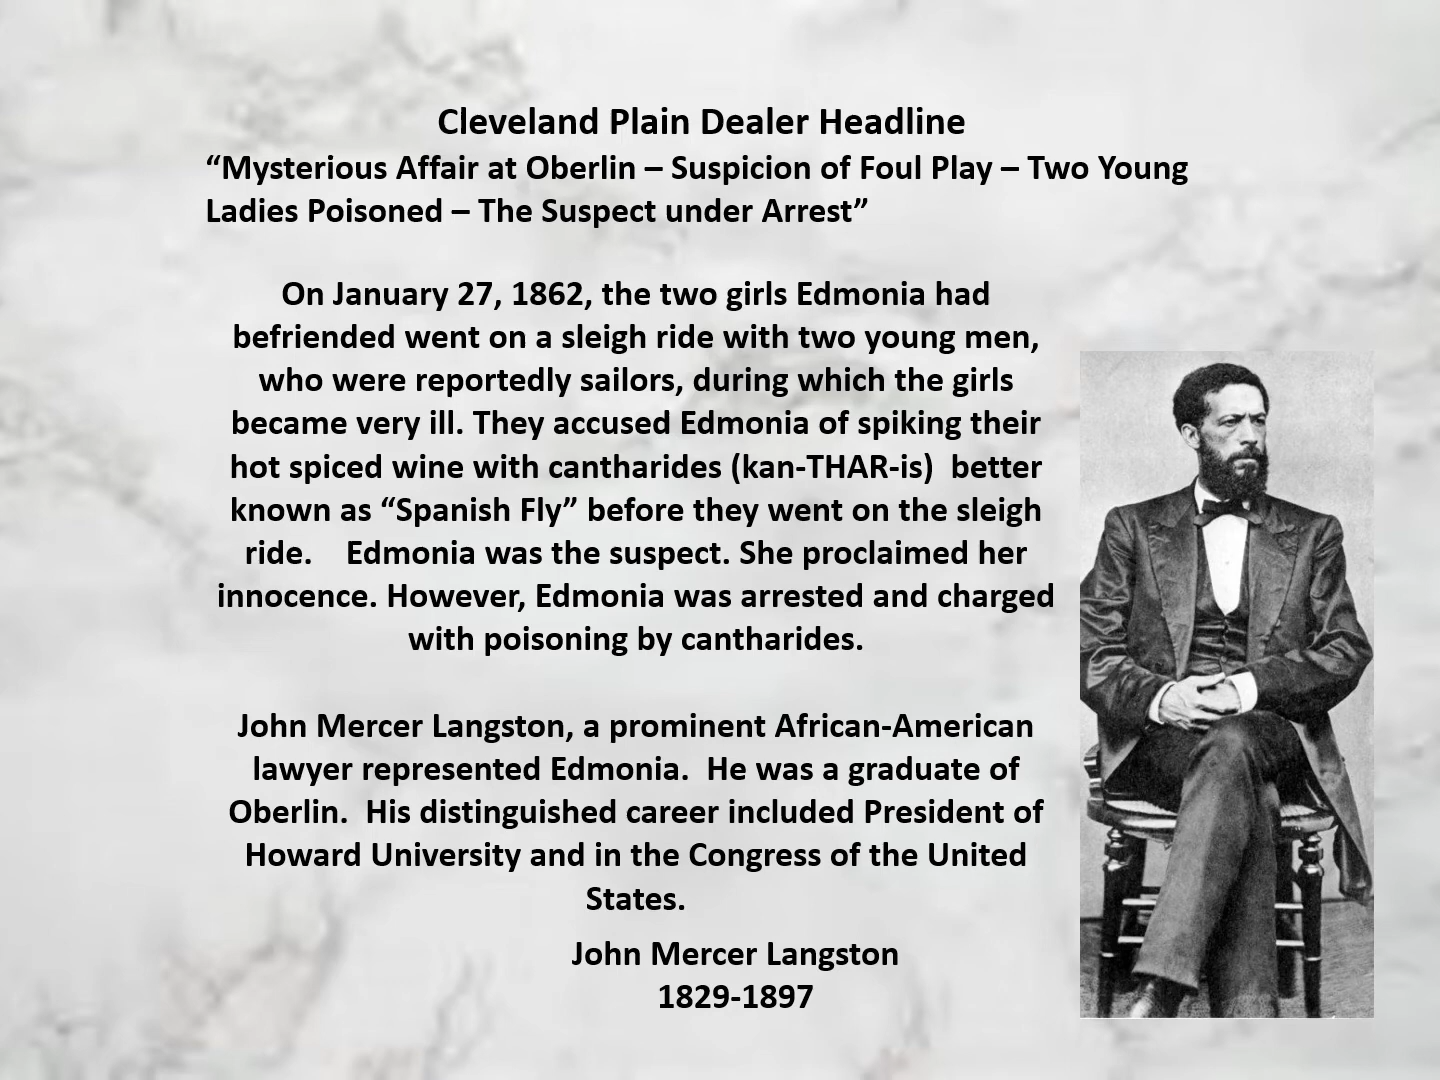 Cleveland Plain Dealer Headline
“Mysterious Affair at Oberlin – Suspicion of Foul Play – Two Young
Ladies Poisoned – The Suspect under Arrest”
On January 27, 1862, the two girls Edmonia had
befriended went on a sleigh ride with two young men,
who were reportedly sailors, during which the girls
became very ill. They accused Edmonia of spiking their
hot spiced wine with cantharides (kan-THAR-is)  better
known as “Spanish Fly” before they went on the sleigh
ride.    Edmonia was the suspect. She proclaimed her
innocence. However, Edmonia was arrested and charged
with poisoning by cantharides.
John Mercer Langston, a prominent African-American
lawyer represented Edmonia.  He was a graduate of
Oberlin.  His distinguished career included President of
Howard University and in the Congress of the United
States.
John Mercer Langston
1829-1897